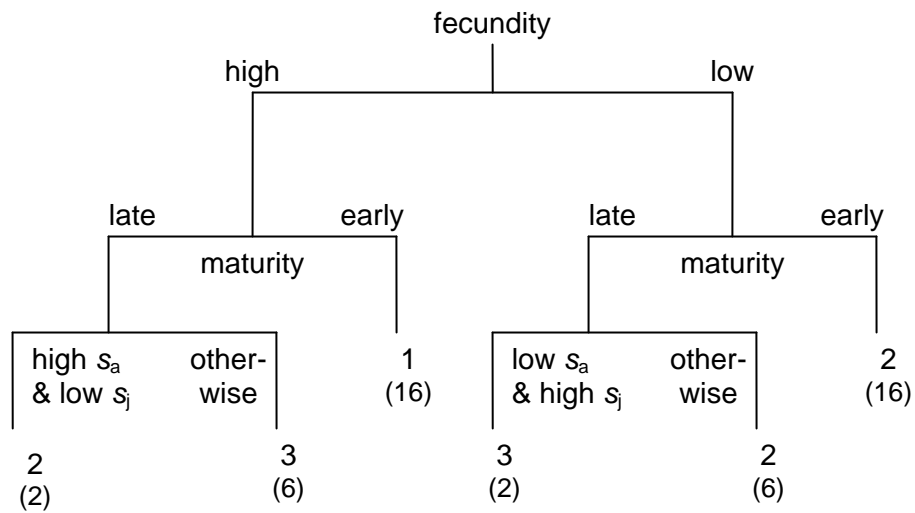 fecundity
high low
late early late early
maturity maturity
high sa other- low sa other-
& low sj wise & high sj wise
1 2
(16) (16)
2 3 3 2
(2) (6) (2) (6)